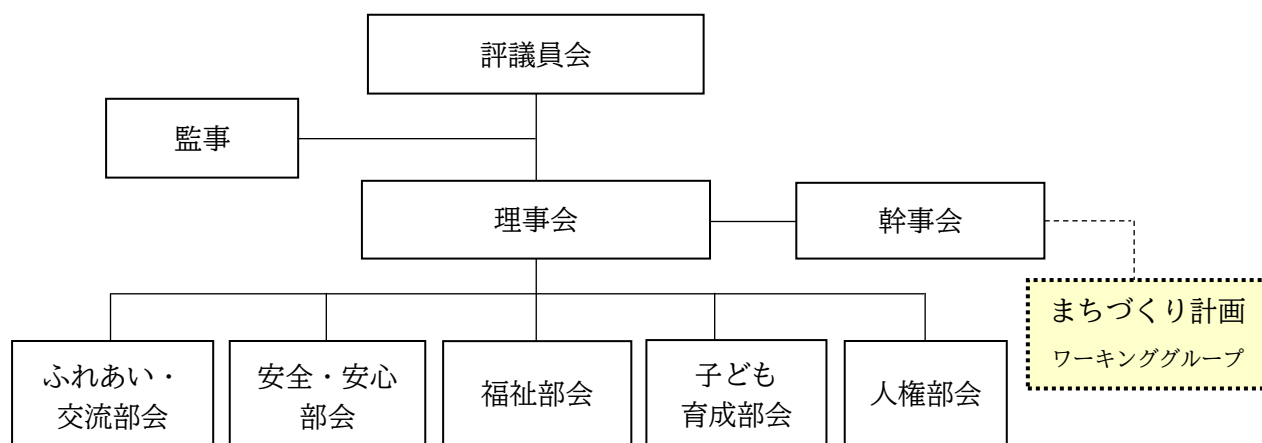 評議員会
監事
理事会
幹事会
まちづくり計画
ワーキンググループ
ふれあい・
交流部会
安全・安心
部会
福祉部会
子ども
育成部会
人権部会